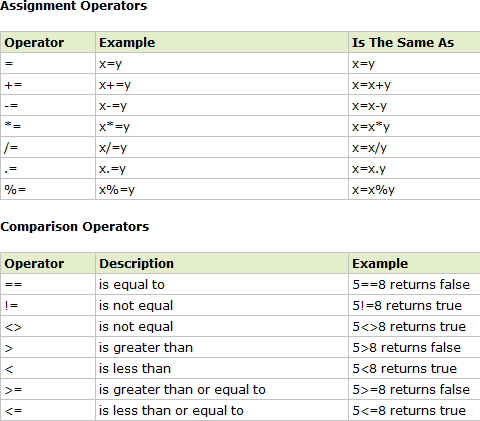 Assignment Operators
Operator Example Is The Same As
= x=y x=y
+= x+=y x=x+y
-= x-=y x=x-y
*= x*=y x=x*y
/= x/=y x=x/y
.= x.=y x=x.y
%= x%=y x=x%y
Comparison Operators
Operator Description Example
== is equal to 5==8 returns false
!= is not equal 5!=8 returns true
<> is not equal 5<>8 returns true
> is greater than 5>8 returns false
< is less than 5<8 returns true
>= is greater than or equal to 5>=8 returns false
<= is less than or equal to 5<=8 returns true